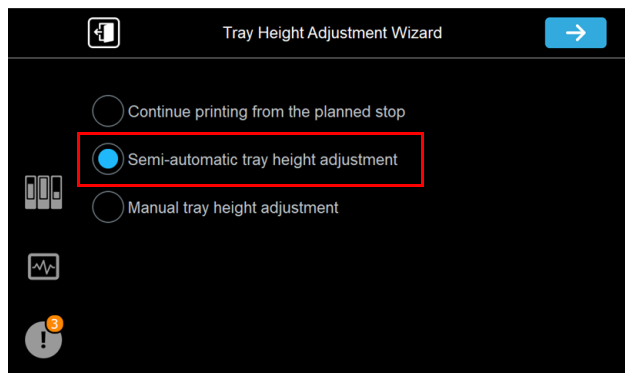 Tray Height Adjustment Wizard
Continue printing from the planned stop
Semi-automatic tray height adjustment
Manual tray height adjustment
3
!